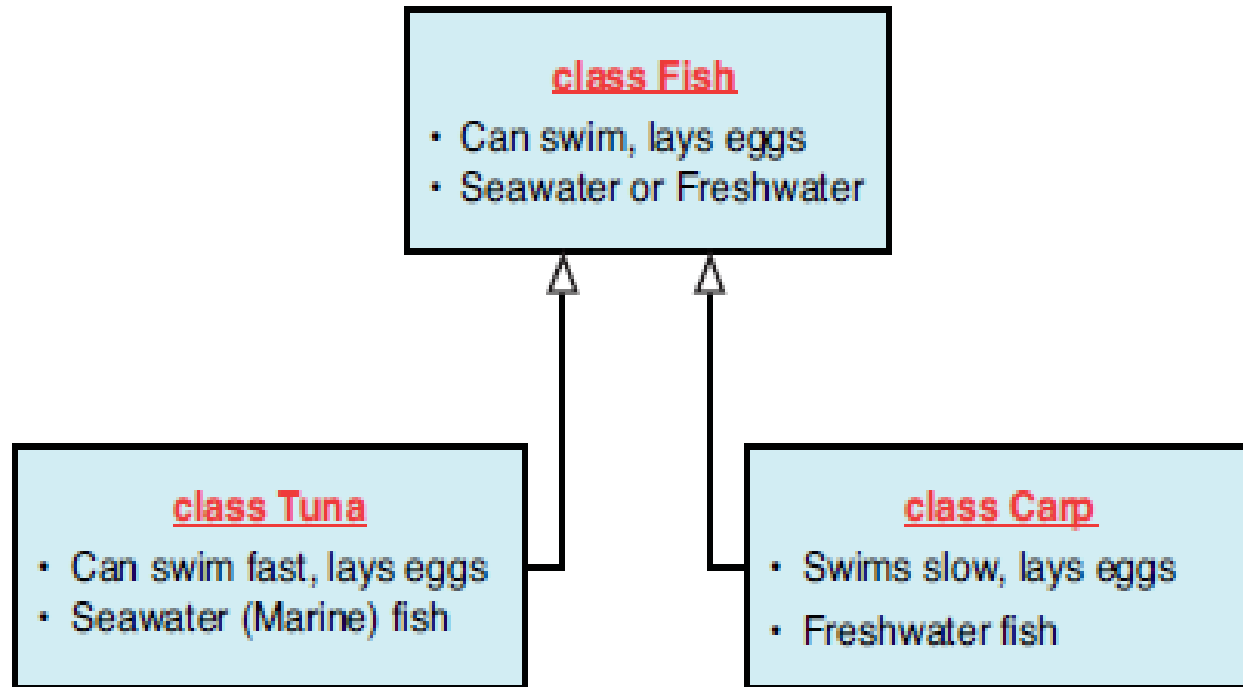 class Fish
• Can swim, lays eggs
• Seawater or Freshwater
class Tuna
• Can swim fast, lays eggs
• Seawater (Marine) fish
class Carp
• Swims slow, lays eggs
• Freshwater fish